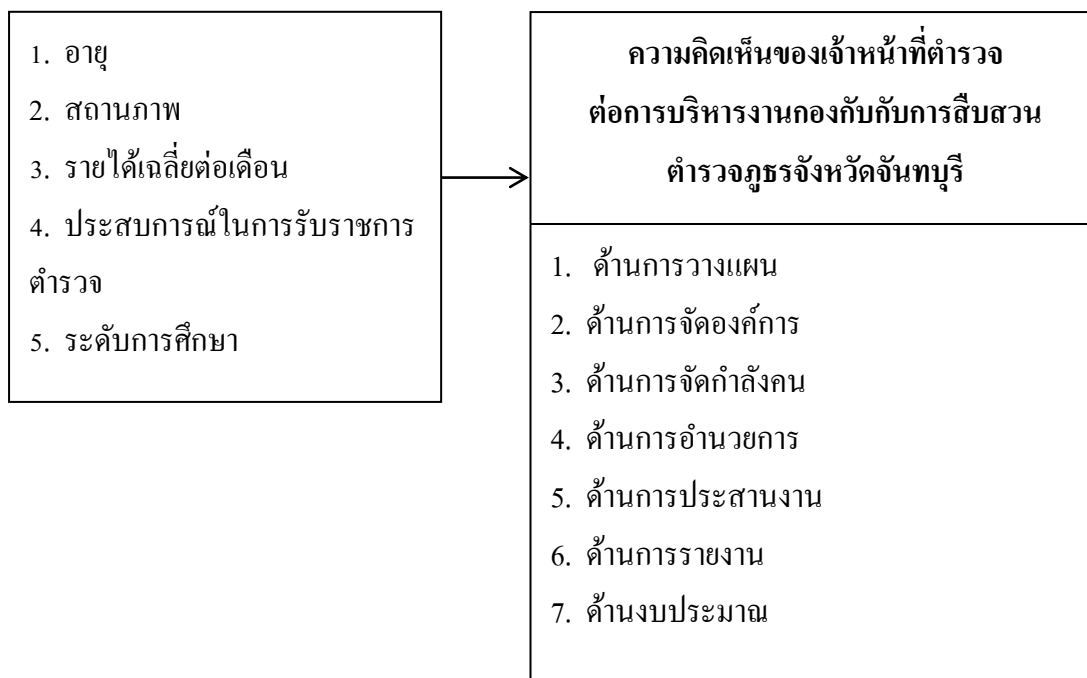 1. อายุ
2. สถานภาพ
3. รายได้เฉลี่ยต่อเดือน
4. ประสบการณ์ในการรับราชการ
ตำรวจ
5. ระดับการศึกษา
ความคิดเห็นของเจ้าหน้าที่ตำรวจ
ต่อการบริหารงานกองกับกับการสืบสวน
ตำรวจภูธรจังหวัดจันทบุรี
1. ด้านการวางแผน
2. ด้านการจัดองค์การ
3. ด้านการจัดกำลังคน
4. ด้านการอำนวยการ
5. ด้านการประสานงาน
6. ด้านการรายงาน
7. ด้านงบประมาณ